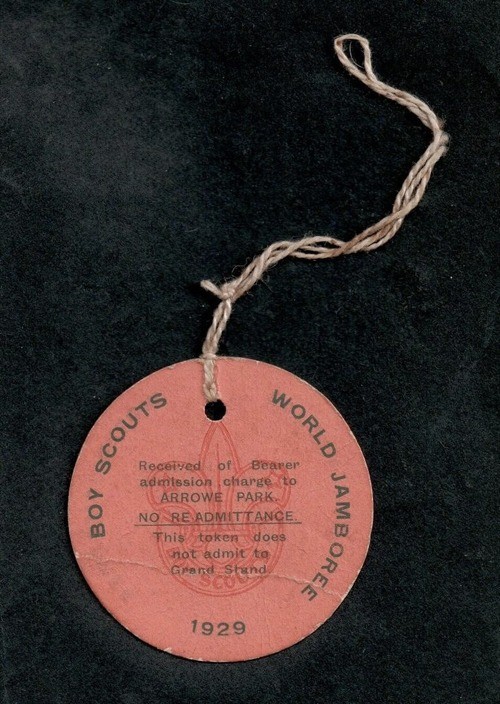 BOY SCOUTS
WORLD JAMBOREE
Received of Bearer
admission charge to
ARROWE PARK.
NO RE ADMITTANCE.
This token does
not admit to
Grand Stand.
SCOUT
1929